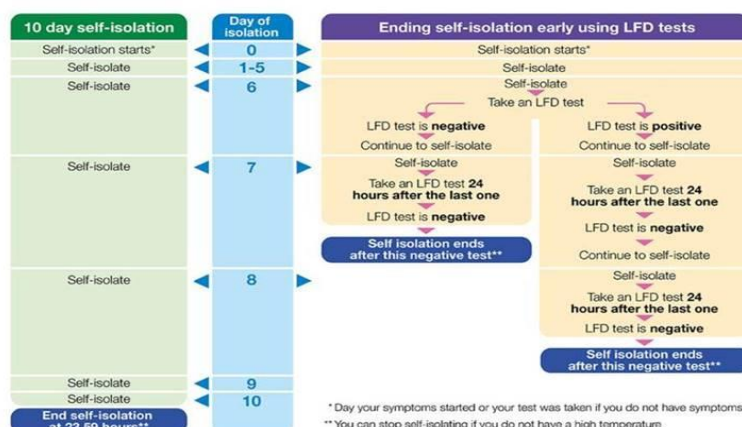 10 day self-isolation
Self-isolation starts*
Self-isolate
Self-isolate
Self-isolate
Self-isolate
Self-isolate
Self-isolate
End self-isolation
at 23.59 hours**
Day of
isolation
0
1-5
6
7
8
9
10
Ending self-isolation early using LFD tests
Self-isolation starts*
Self-isolate
Self-isolate
Take an LFD test
LFD test is negative
Continue to self-isolate
Self-isolate
Take an LFD test 24
hours after the last one
LFD test is negative
Self isolation ends
after this negative test**
LFD test is positive
Continue to self-isolate
Self-isolate
Take an LFD test 24
hours after the last one
LFD test is negative
Continue to self-isolate
Self-isolate
Take an LFD test 24
hours after the last one
LFD test is negative
Self isolation ends
after this negative test**
* Day your symptoms started or your test was taken if you do not have symptoms
** You can stop self-isolating if you do not have a high temperature